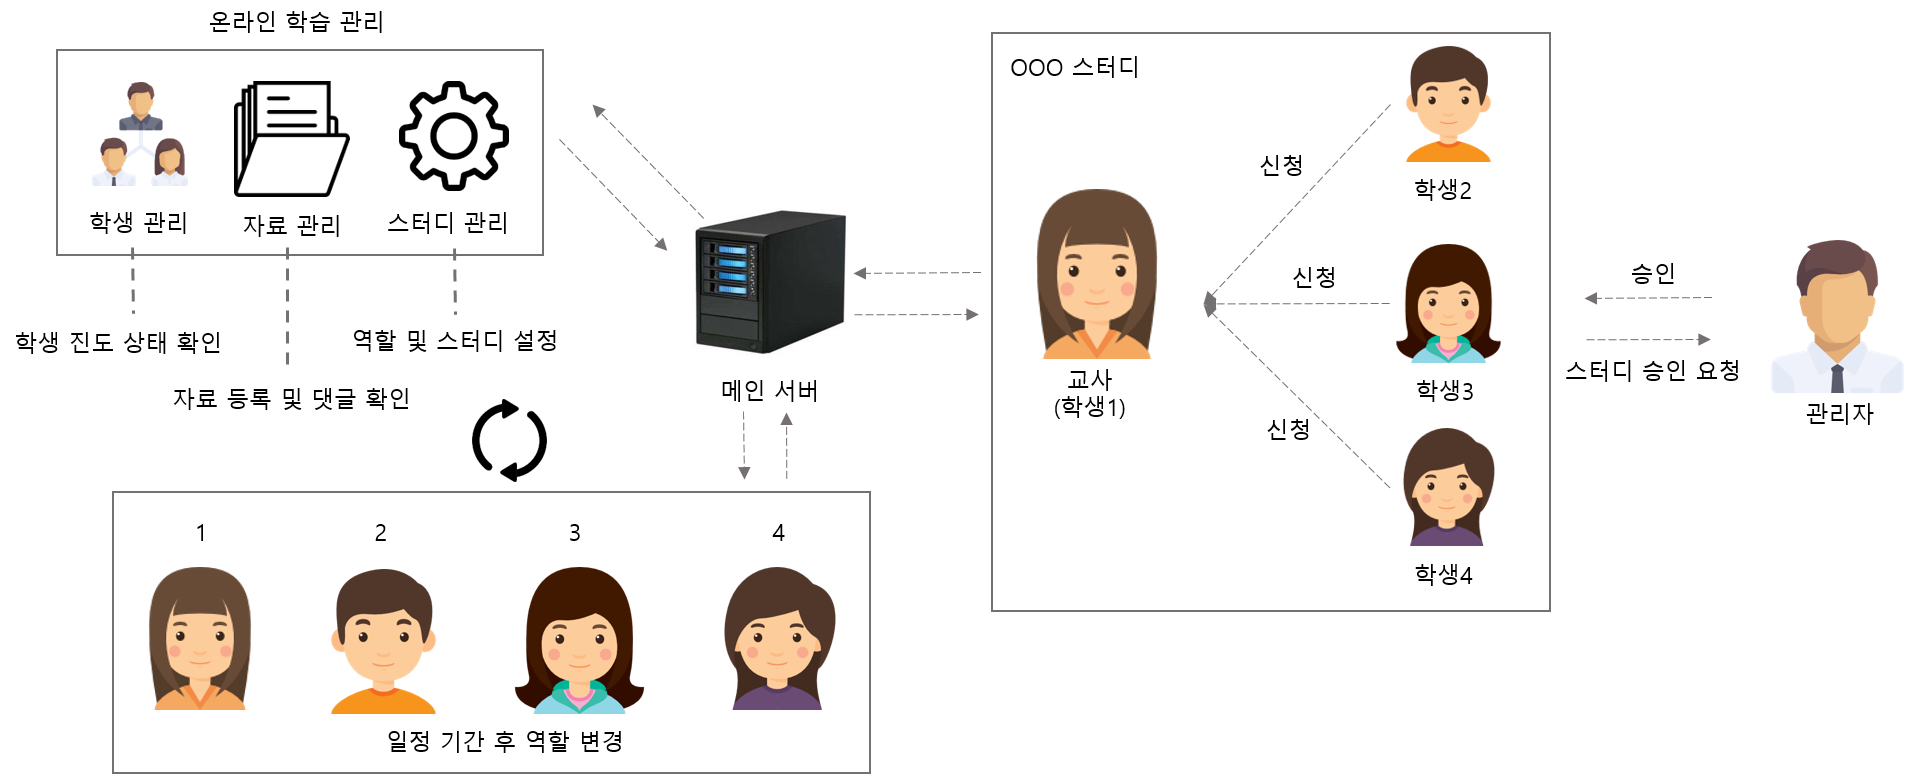 온라인 학습 관리
학생 관리
자료 관리
스터디 관리
학생 진도 상태 확인
역할 및 스터디 설정
자료 등록 및 댓글 확인
메인 서버
OOO 스터디
신청
신청
신청
교사
(학생1)
학생2
학생3
학생4
승인
스터디 승인 요청
관리자
1
2
3
4
일정 기간 후 역할 변경